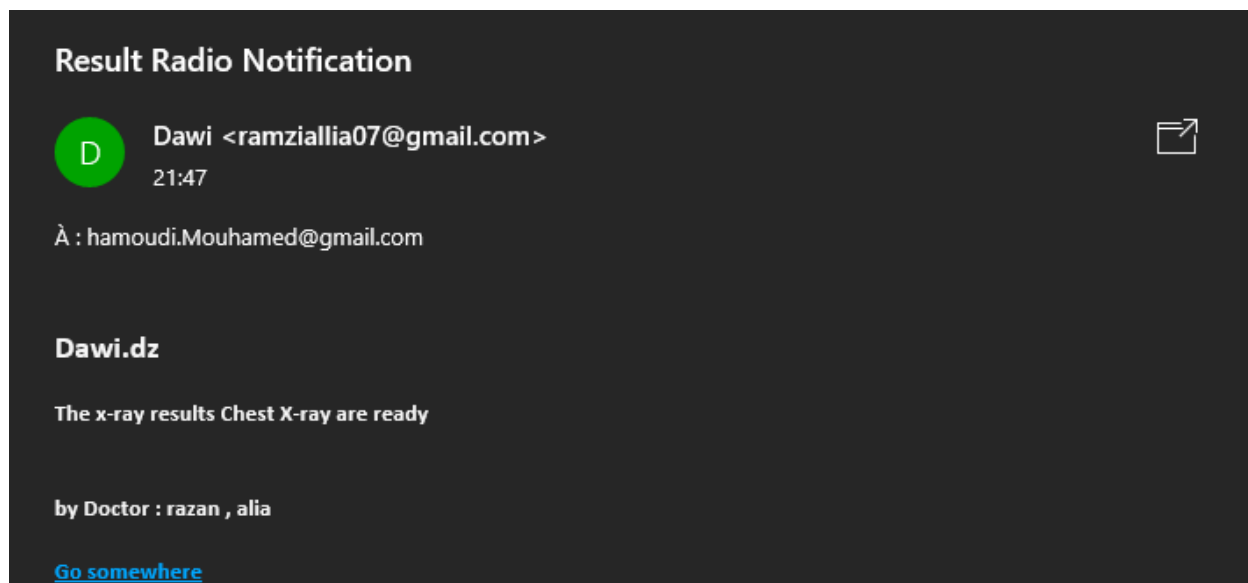 Result Radio Notification
D
Dawi <ramziallia07@gmail.com>
21:47
À : hamoudi.Mouhamed@gmail.com
Dawi.dz
The x-ray results Chest X-ray are ready
by Doctor : razan , alia
Go somewhere